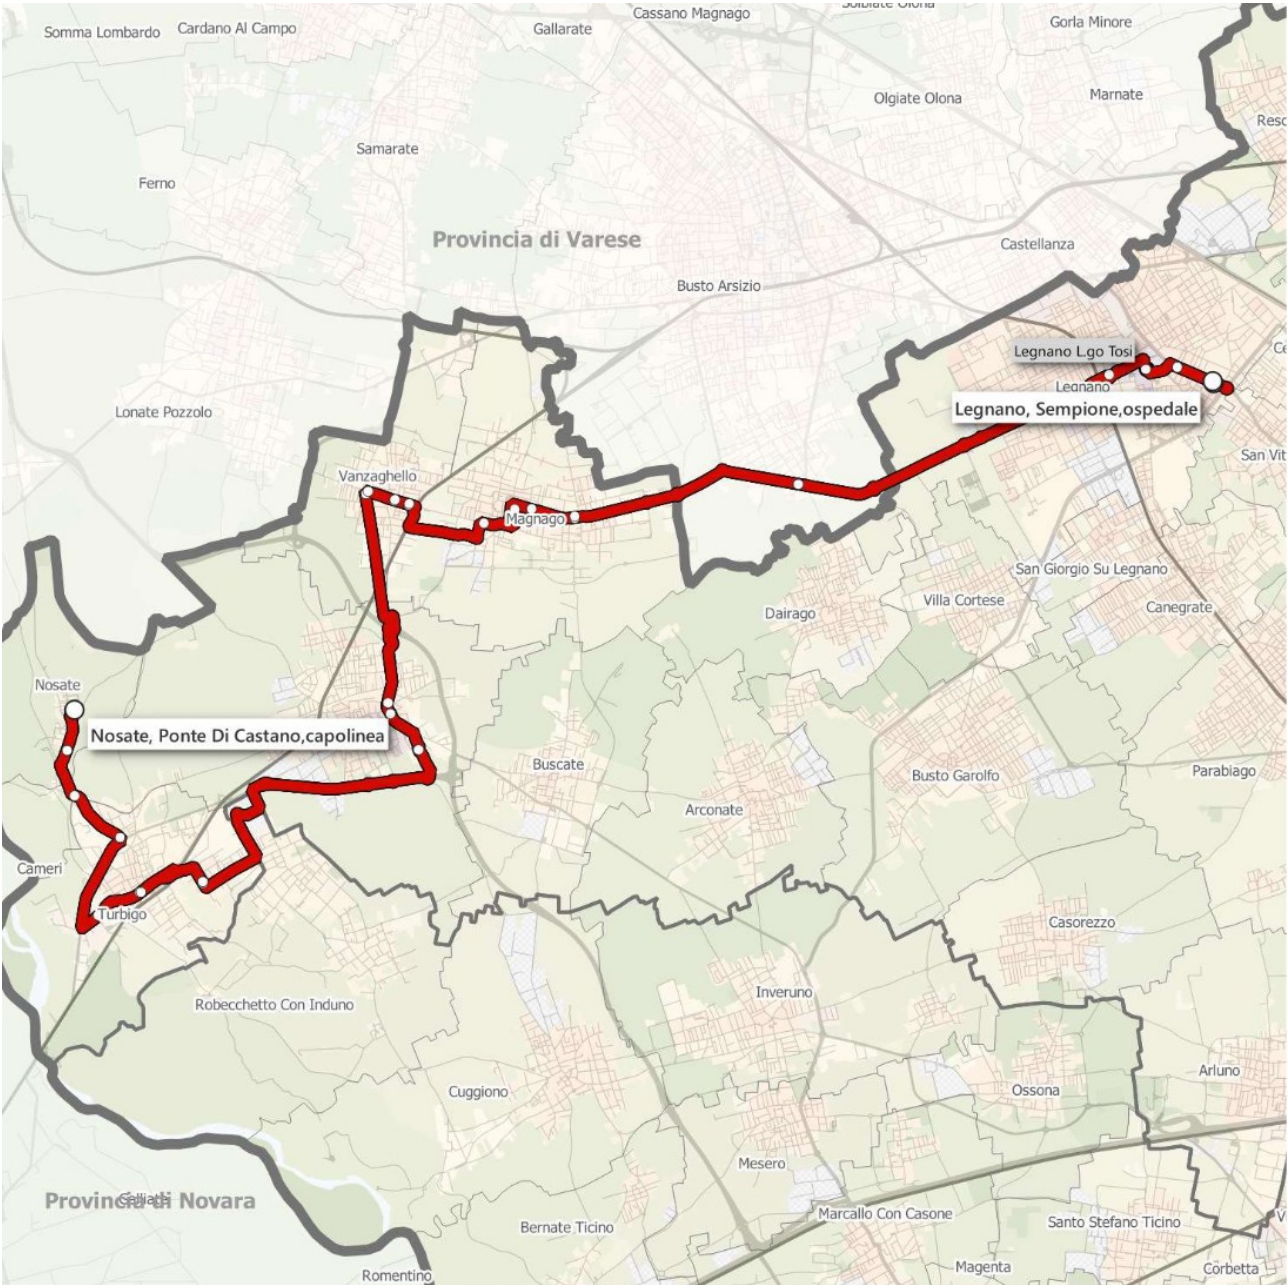 Cassano Magnago
Solbiate Olona
Gorla Minore
Somma Lombardo
Cardano Al Campo
Gallarate
Olgiate Olona
Marnate
Samarate
Ferno
Provincia di Varese
Castellanza
Busto Arsizio
Legnano L.go Tosi
Legnano
Lonate Pozzolo
Legnano, Sempione,ospedale
San Vit
Vanzaghello
Magnago
San Giorgio Su Legnano
Villa Cortese
Canegrate
Dairago
Nosate
Nosate, Ponte Di Castano,capolinea
Buscate
Busto Garolfo
Parabiago
Arconate
Cameri
Turbigo
Casorezzo
Inveruno
Robecchetto Con Induno
Cuggiono
Ossona
Arluno
Mesero
Provincia di Novara
Galliate
Marcallo Con Casone
Bernate Ticino
Santo Stefano Ticino
Magenta
Corbetta
Romentino